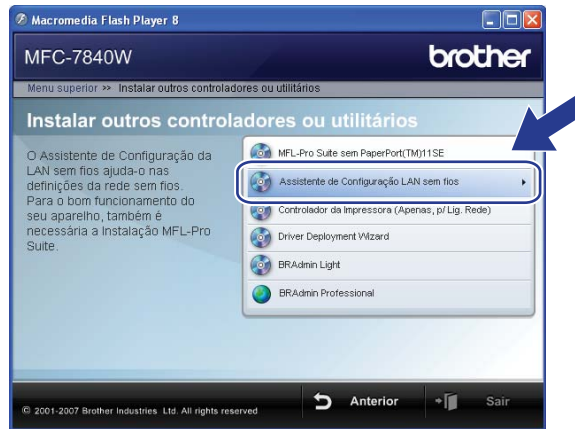 Macromedia Flash Player 8
MFC-7840W
brother
Menu superior >> Instalar outros controladores ou utilitários
Instalar outros controladores ou utilitários
O Assistente de Configuração da
LAN sem fios ajuda-o nas
definições da rede sem fios.
Para o bom funcionamento do
seu aparelho, também é
necessária a Instalação MFL-Pro
Suite.
MFL-Pro Suite sem PaperPort(TM)11SE
Assistente de Configuração LAN sem fios
Controlador da Impressora (Apenas, p/ Lig. Rede)
Driver Deployment Wizard
BRAdmin Light
BRAdmin Professional
© 2001-2007 Brother Industries Ltd. All rights reserved
Anterior
Sair